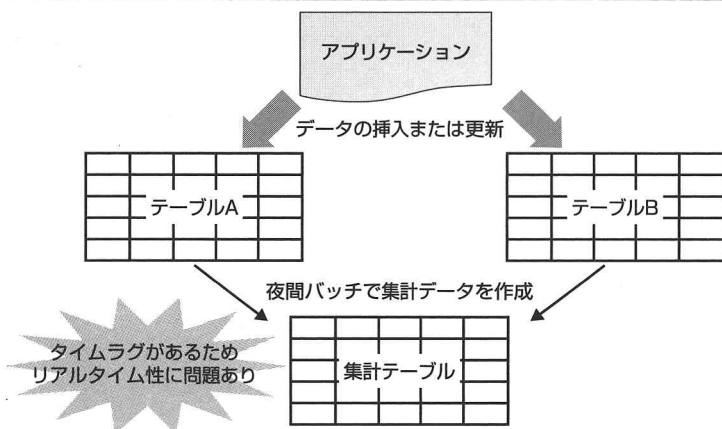 アプリケーション
データの挿入または更新
テーブルA
テーブルB
夜間バッチで集計データを作成
タイムラグがあるため
リアルタイム性に問題あり
集計テーブル